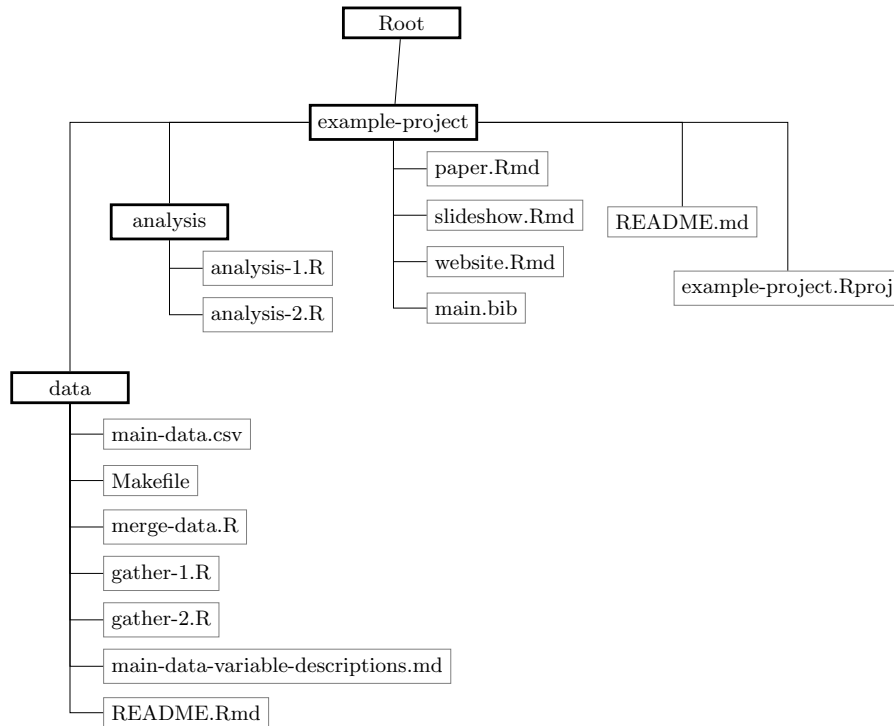 Root
example-project
paper.Rmd
slideshow.Rmd
website.Rmd
main.bib
analysis
analysis-1.R
analysis-2.R
README.md
example-project.Rproj
data
main-data.csv
Makefile
merge-data.R
gather-1.R
gather-2.R
main-data-variable-descriptions.md
README.Rmd